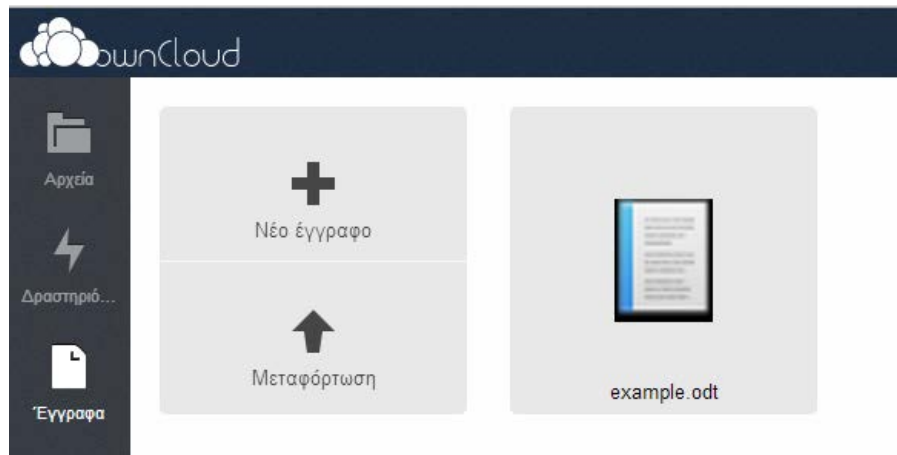 ownCloud
Αρχεία
Δραστηριό...
Έγγραφα
Νέο έγγραφο
Μεταφόρτωση
example.odt